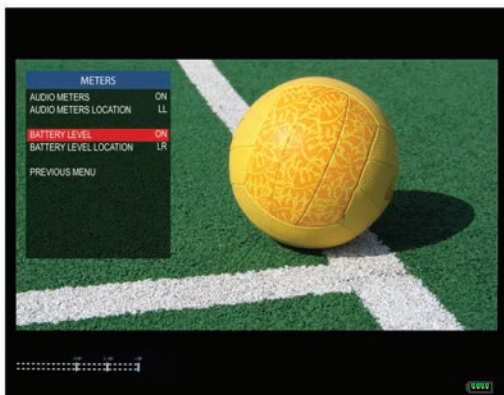 METERS
AUDIO METERS ON
AUDIO METERS LOCATION LL
BATTERY LEVEL ON
BATTERY LEVEL LOCATION LR
PREVIOUS MENU